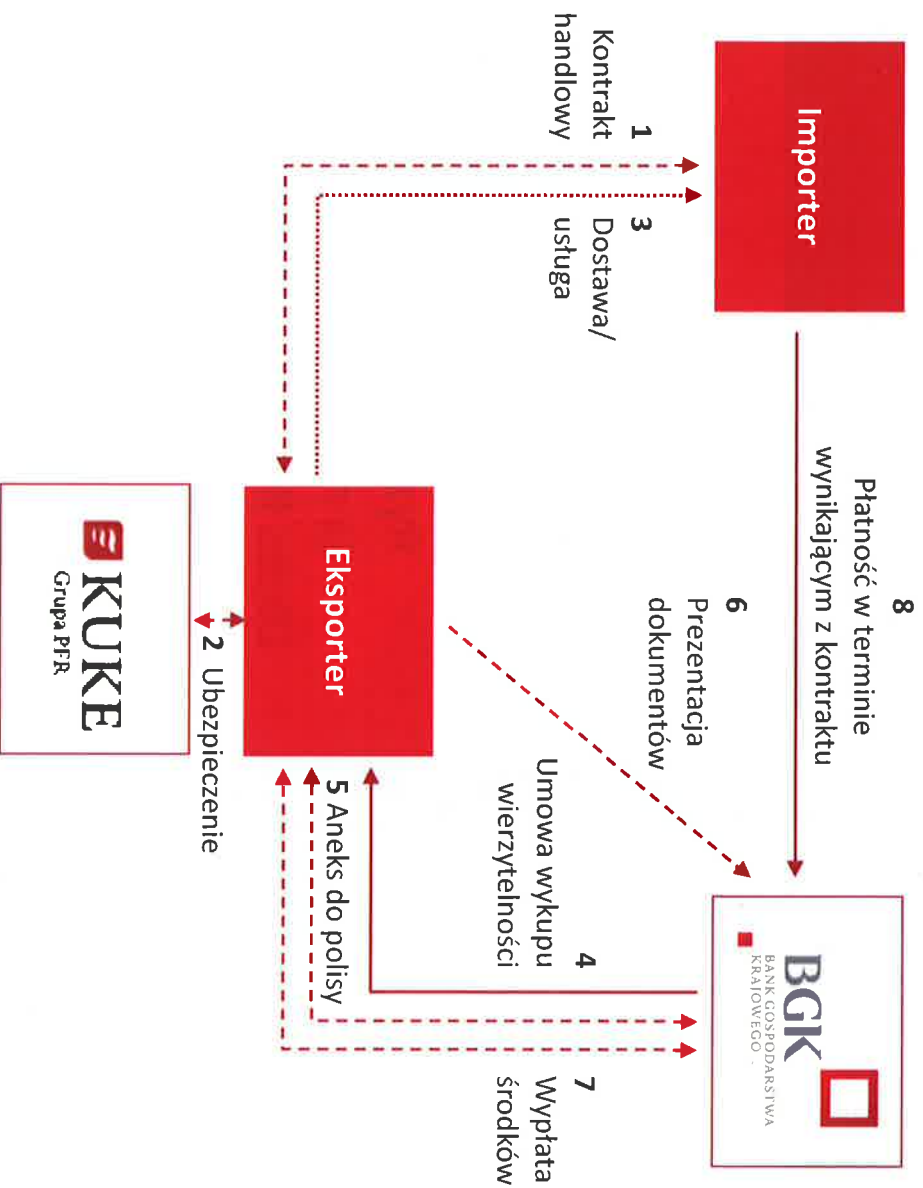 Importer
8
Płatność w terminie
wynikającym z kontraktu
BGK
BANK GOSPODARSTWA
KRAJOWEGO
1
Kontrakt
handlowy
3
Dostawa/
usługa
6
Prezentacja
dokumentów
4
Umowa wykupu
wierzytelności
7
Wypłata
środków
5 Aneks do polisy
Eksporter
2 Ubezpieczenie
KUKE
Grupa PFR